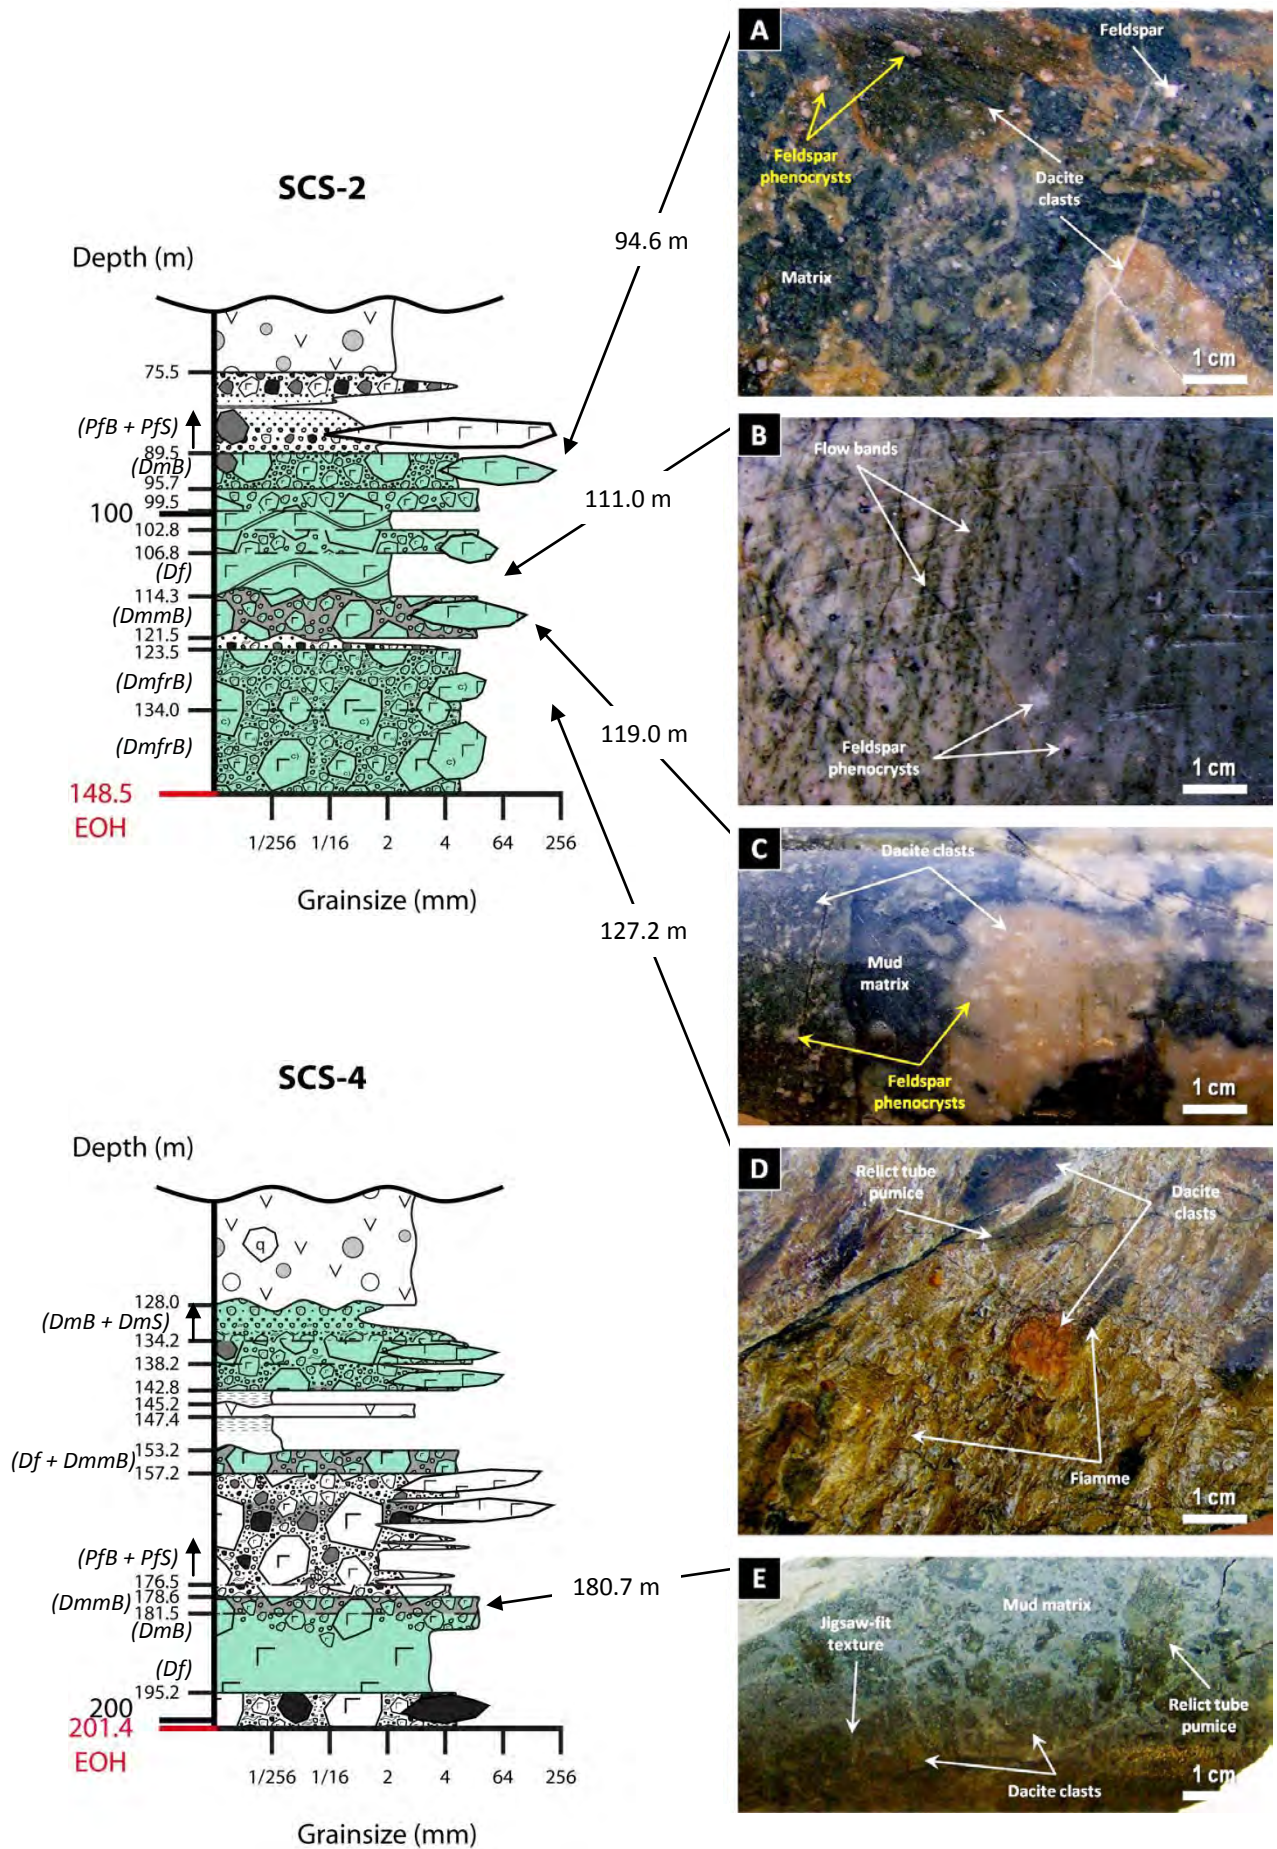 SCS-2
Depth (m)
75.5
(PfB + PfS)
89.5
(DmB)
95.7
99.5
100
102.8
106.8
(Df)
114.3
(DmmB)
121.5
123.5
(DmfrB)
134.0
(DmfrB)
148.5
EOH
1/256 1/16 2 4 64 256
Grainsize (mm)
94.6 m
111.0 m
119.0 m
127.2 m
SCS-4
Depth (m)
q
128.0
(DmB + DmS)
134.2
138.2
142.8
145.2
147.4
153.2
(Df + DmmB)
157.2
(PfB + PfS)
176.5
178.6
(DmmB)
181.5
(DmB)
(Df)
195.2
200
201.4
EOH
1/256 1/16 2 4 64 256
Grainsize (mm)
180.7 m
A
Feldspar
Feldspar
phenocrysts
Dacite
clasts
Matrix
1 cm
B
Flow bands
Feldspar
phenocrysts
1 cm
C
Dacite clasts
Mud
matrix
Feldspar
phenocrysts
1 cm
D
Relict tube
pumice
Dacite
clasts
Fiamme
1 cm
E
Mud matrix
Jigsaw-fit
texture
Relict tube
pumice
Dacite clasts
1 cm